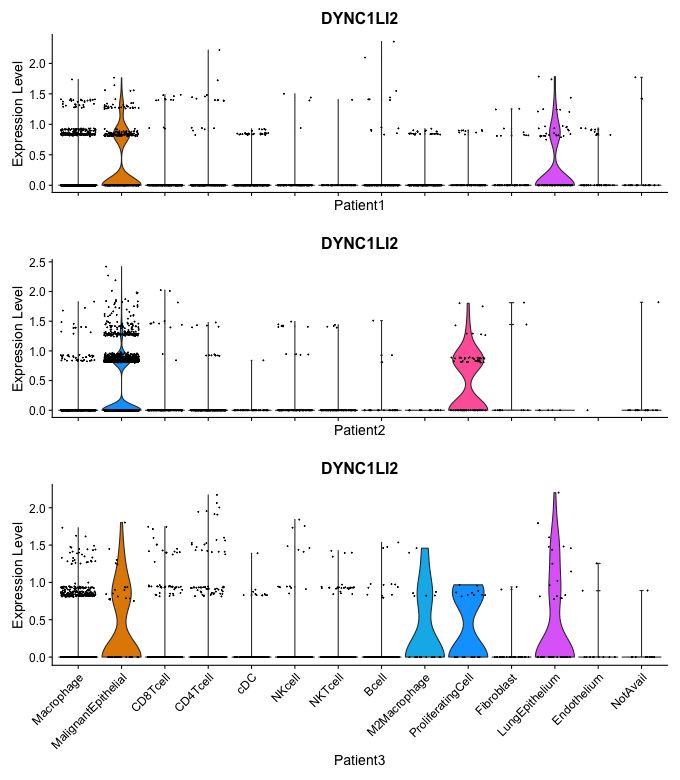 DYNC1LI2
Expression Level
2.0
1.5
1.0
0.5
0.0
Patient1
DYNC1LI2
Expression Level
2.5
2.0
1.5
1.0
0.5
0.0
Patient2
DYNC1LI2
Expression Level
2.0
1.5
1.0
0.5
0.0
Macrophage
MalignantEpithelial
CD8Tcell
CD4Tcell
cDC
NKcell
NKTcell
Bcell
M2Macrophage
ProliferatingCell
Fibroblast
LungEpithelium
Endothelium
NotAvail
Patient3